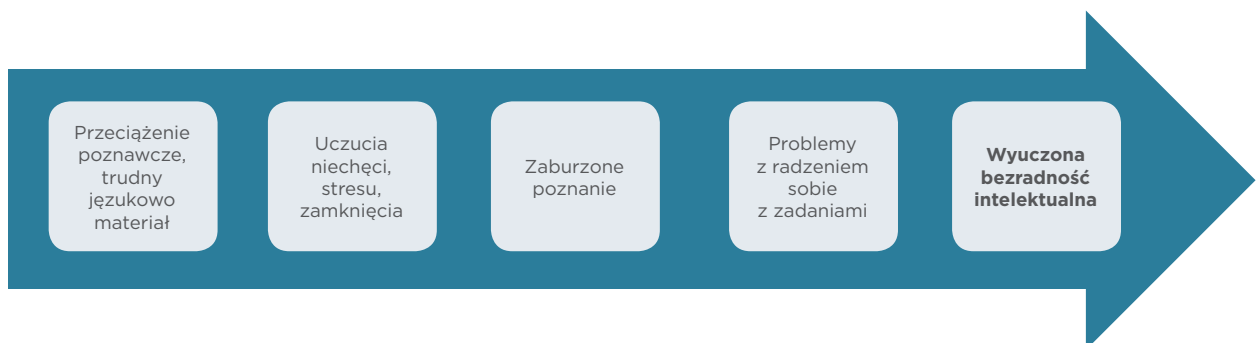 Przeciążenie
poznawcze,
trudny
językowo
materiał
Uczucia
niechęci,
stresu,
zamknięcia
Zaburzone
poznanie
Problemy
z radzeniem
sobie
z zadaniami
Wyuczona
bezradność
intelektualna